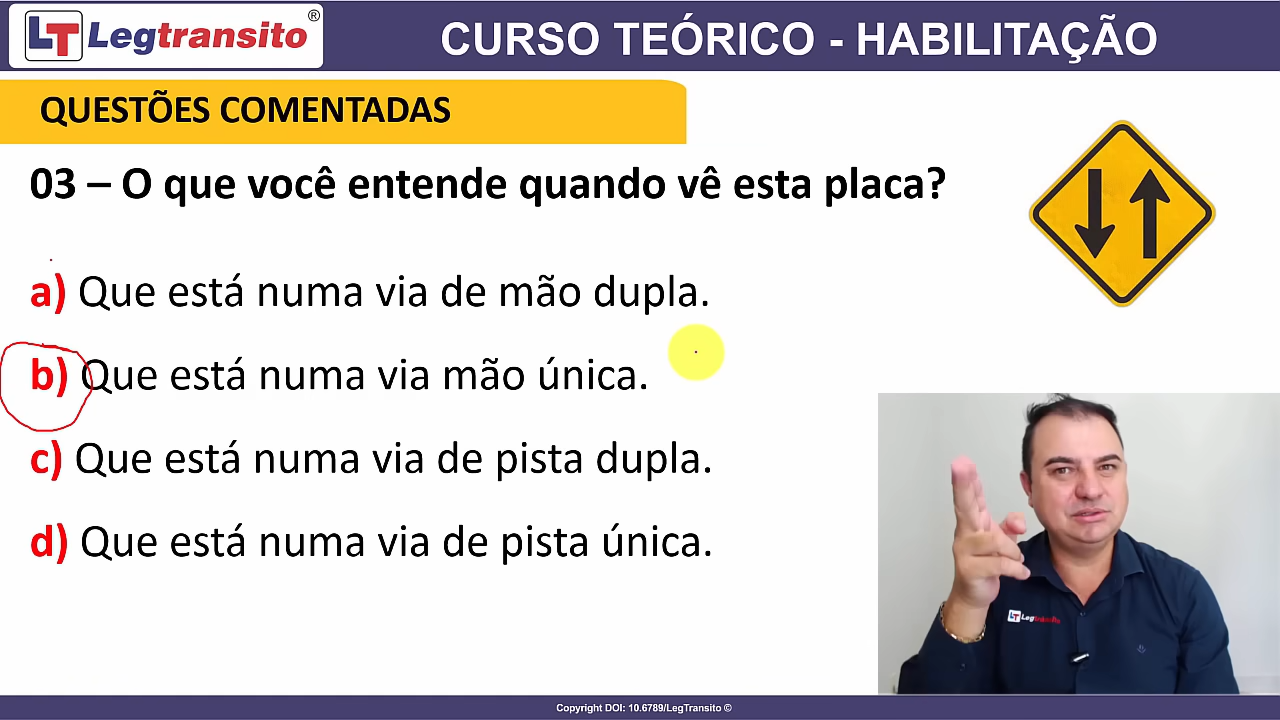 LT Legtransito®
CURSO TEÓRICO - HABILITAÇÃO
QUESTÕES COMENTADAS
03 – O que você entende quando vê esta placa?
a) Que está numa via de mão dupla.
b) Que está numa via mão única.
c) Que está numa via de pista dupla.
d) Que está numa via de pista única.
LT Legtransito
Copyright DOI: 10.6789/LegTransito ©